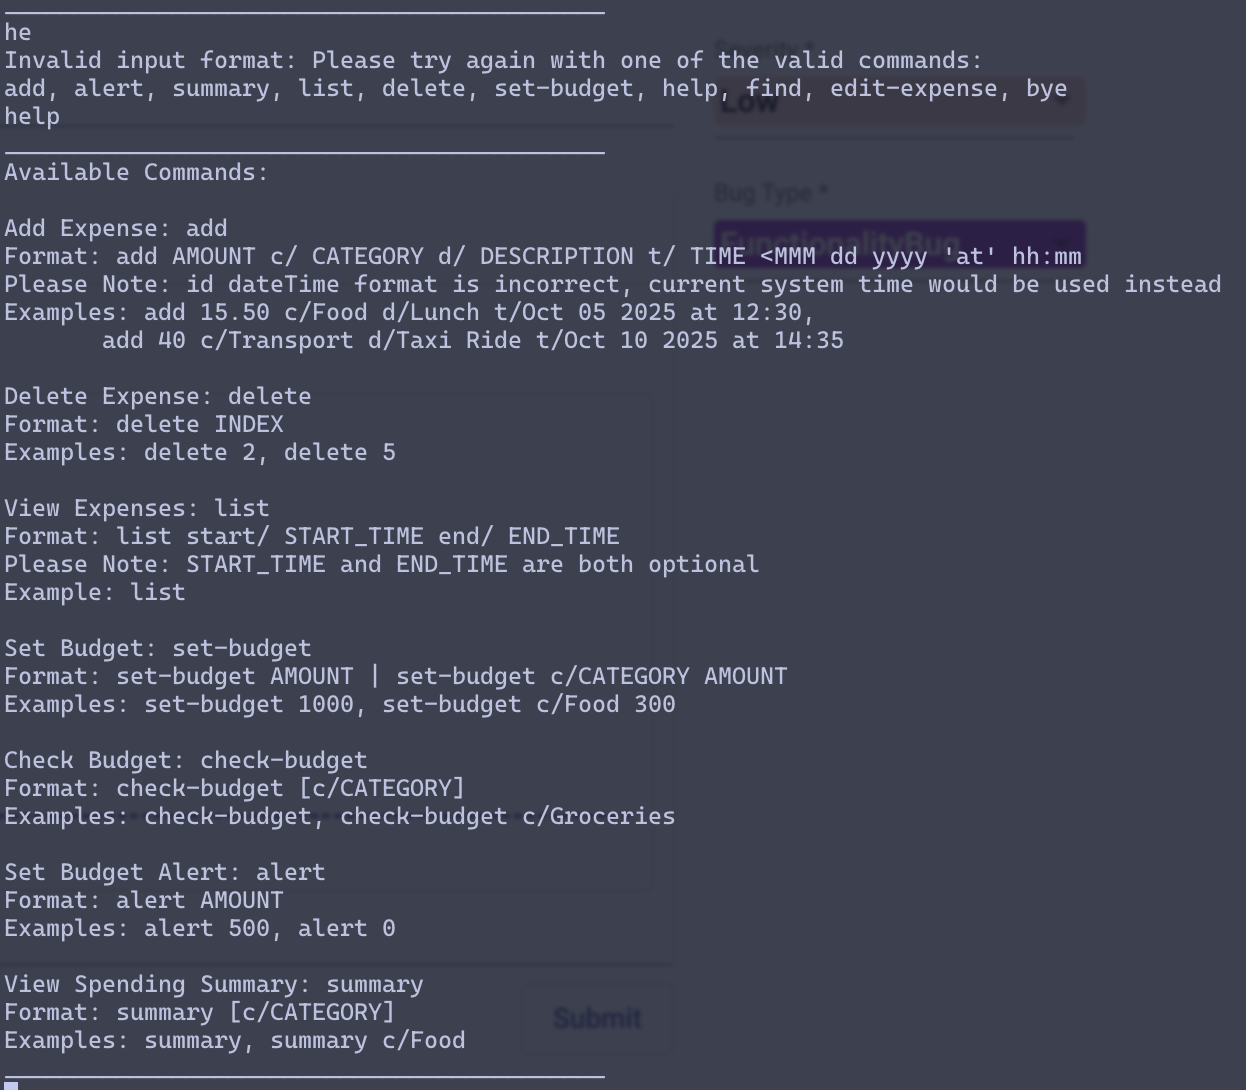 he
Invalid input format: Please try again with one of the valid commands:
add, alert, summary, list, delete, set-budget, help, find, edit-expense, bye
help
Available Commands:
Add Expense: add
Format: add AMOUNT c/ CATEGORY d/ DESCRIPTION t/ TIME <MMM dd yyyy 'at' hh:mm
Please Note: id dateTime format is incorrect, current system time would be used instead
Examples: add 15.50 c/Food d/Lunch t/Oct 05 2025 at 12:30,
add 40 c/Transport d/Taxi Ride t/Oct 10 2025 at 14:35
Delete Expense: delete
Format: delete INDEX
Examples: delete 2, delete 5
View Expenses: list
Format: list start/ START_TIME end/ END_TIME
Please Note: START_TIME and END_TIME are both optional
Example: list
Set Budget: set-budget
Format: set-budget AMOUNT | set-budget c/CATEGORY AMOUNT
Examples: set-budget 1000, set-budget c/Food 300
Check Budget: check-budget
Format: check-budget [c/CATEGORY]
Examples: check-budget, check-budget c/Groceries
Set Budget Alert: alert
Format: alert AMOUNT
Examples: alert 500, alert 0
View Spending Summary: summary
Format: summary [c/CATEGORY]
Examples: summary, summary c/Food
Severity *
Low
Bug Type *
FunctionalityBug
Submit